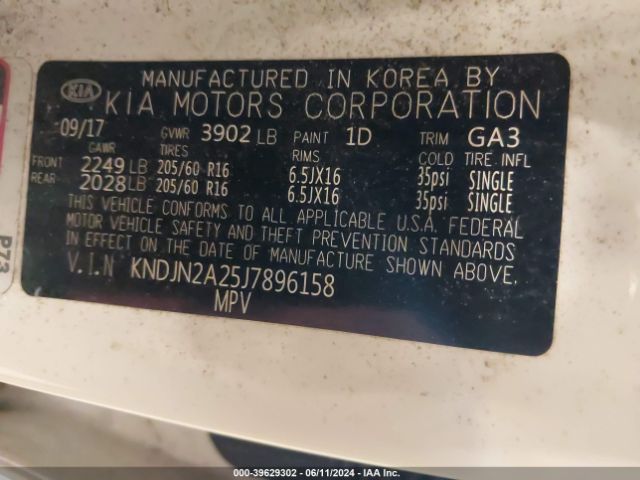 KIA MANUFACTURED IN KOREA BY
KIA MOTORS CORPORATION
09/17 GVWR 3902 LB PAINT 1D TRIM GA3
GAWR TIRES RIMS COLD TIRE INFL
FRONT 2249 LB 205/60 R16 6.5JX16 35psi SINGLE
REAR 2028 LB 205/60 R16 6.5JX16 35psi SINGLE
THIS VEHICLE CONFORMS TO ALL APPLICABLE U.S.A. FEDERAL
MOTOR VEHICLE SAFETY AND THEFT PREVENTION STANDARDS
IN EFFECT ON THE DATE OF MANUFACTURE SHOWN ABOVE.
V.I.N KNDJN2A25J7896158
MPV
P73
000-39629302 - 06/11/2024 - IAA Inc.